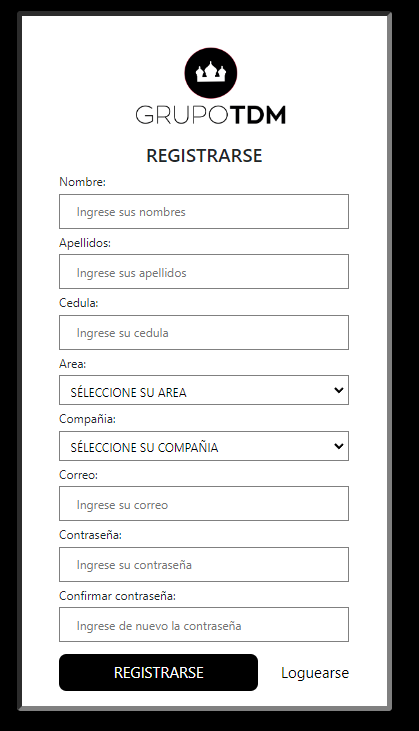 GRUPOTDM
REGISTRARSE
Nombre:
Ingrese sus nombres
Apellidos:
Ingrese sus apellidos
Cedula:
Ingrese su cedula
Area:
SÉLECCIONE SU AREA
Compañia:
SÉLECCIONE SU COMPAÑIA
Correo:
Ingrese su correo
Contraseña:
Ingrese su contraseña
Confirmar contraseña:
Ingrese de nuevo la contraseña
REGISTRARSE Loguearse